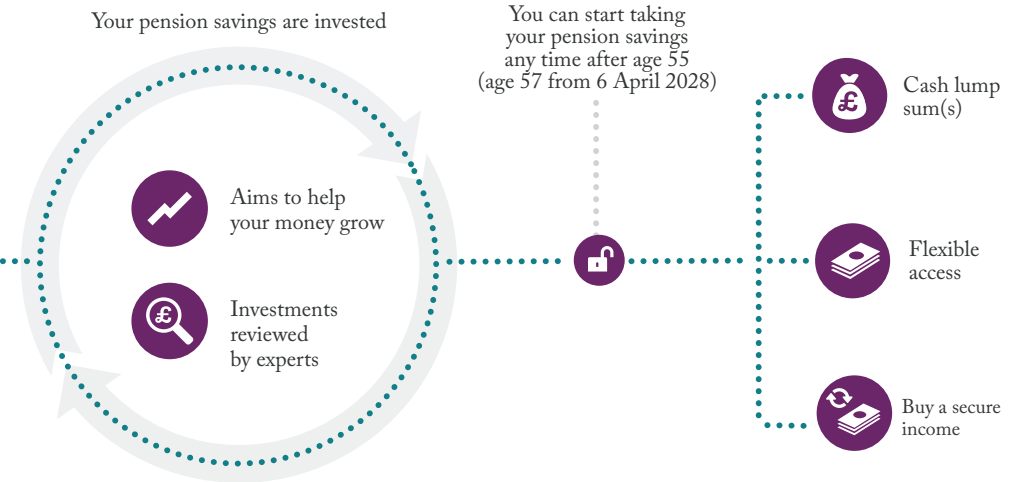 Your pension savings are invested
You can start taking
your pension savings
any time after age 55
(age 57 from 6 April 2028)
Aims to help
your money grow
£
Investments
reviewed
by experts
£
Cash lump
sum(s)
Flexible
access
Buy a secure
income